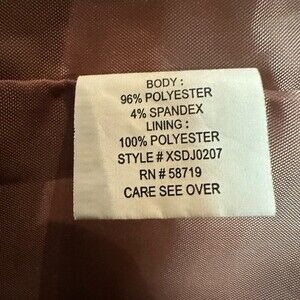 BODY :
96% POLYESTER
4% SPANDEX
LINING :
100% POLYESTER
STYLE # XSDJ0207
RN # 58719
CARE SEE OVER